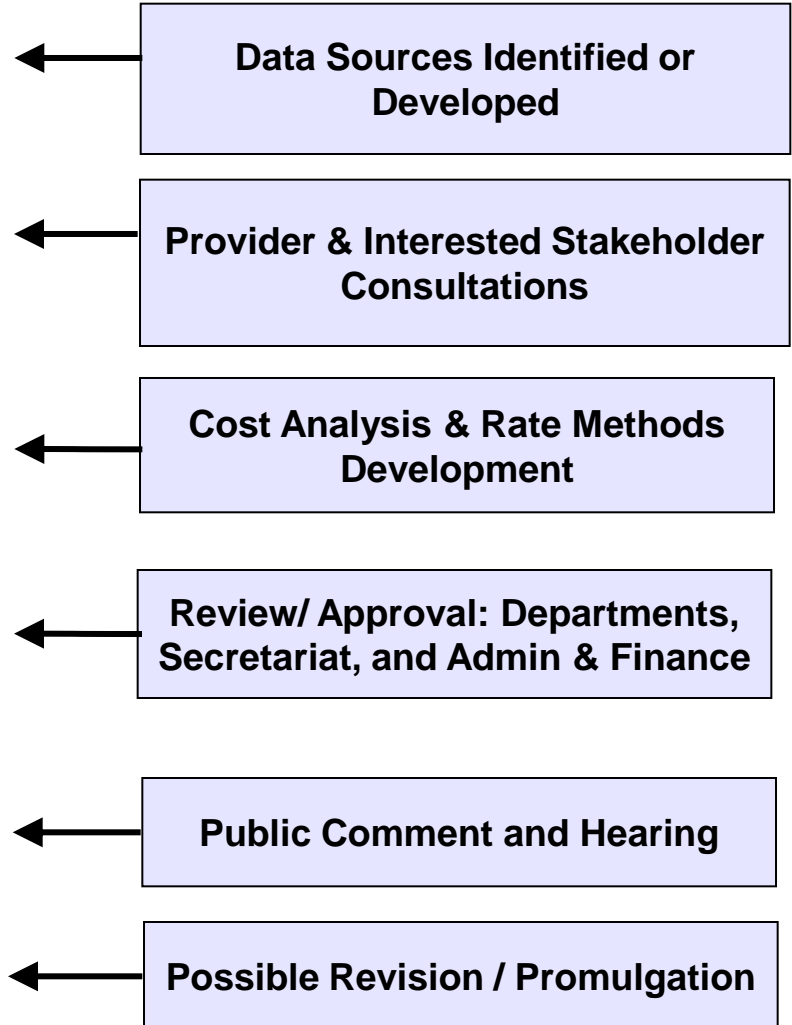 Data Sources Identified or
Developed
Provider & Interested Stakeholder
Consultations
Cost Analysis & Rate Methods
Development
Review/ Approval: Departments,
Secretariat, and Admin & Finance
Public Comment and Hearing
Possible Revision / Promulgation